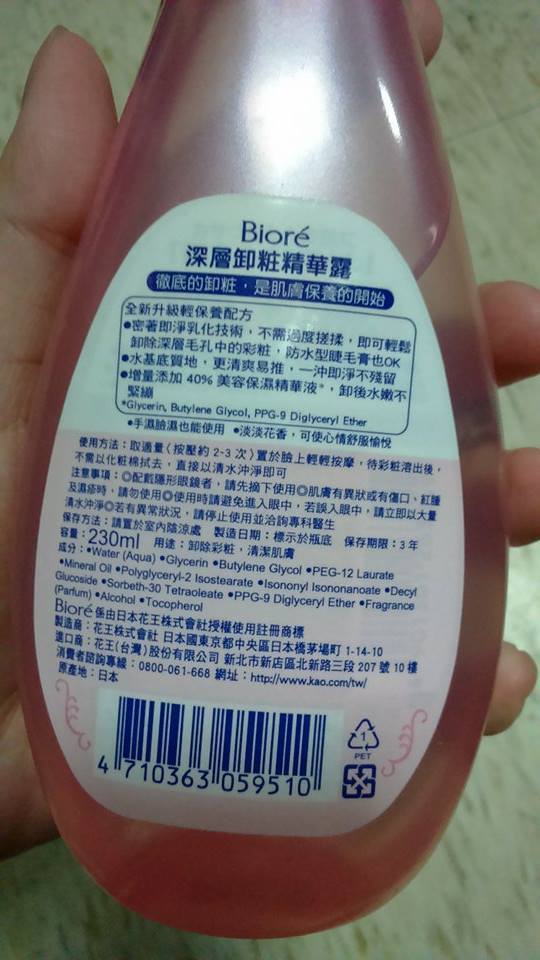 Bioré
深層卸粧精華露
徹底的卸粧，是肌膚保養的開始
全新升級輕保養配方
●密著即淨乳化技術，不需過度搓揉，即可輕鬆
卸除深層毛孔中的彩粧，防水型睫毛膏也OK
●水基底質地，更清爽易推，一沖即淨不殘留
●增量添加 40% 美容保濕精華液*，卸後水嫩不
緊繃
*Glycerin, Butylene Glycol, PPG-9 Diglyceryl Ether
●手濕臉濕也能使用 ●淡淡花香，可使心情舒服愉悅
使用方法：取適量（按壓約 2-3 次）置於臉上輕輕按摩，待彩粧溶出後，
不需以化粧棉拭去，直接以清水沖淨即可
注意事項：◎配戴隱形眼鏡者，請先摘下使用◎肌膚有異狀或有傷口、紅腫
及濕疹時，請勿使用◎使用時請避免進入眼中，若誤入眼中，請立即以大量
清水沖淨◎若有異常狀況，請停止使用並洽詢專科醫生
保存方法：請置於室內陰涼處 製造日期：標示於瓶底 保存期限：3 年
容量：230ml 用途：卸除彩粧，清潔肌膚
成分：●Water (Aqua) ●Glycerin ●Butylene Glycol ●PEG-12 Laurate
●Mineral Oil ●Polyglyceryl-2 Isostearate ●Isononyl Isononanoate ●Decyl
Glucoside ●Sorbeth-30 Tetraoleate ●PPG-9 Diglyceryl Ether ●Fragrance
(Parfum) ●Alcohol ●Tocopherol
Bioré 係由日本花王株式會社授權使用註冊商標
製造商：花王株式會社 日本國東京都中央區日本橋茅場町 1-14-10
進口商：花王(台灣)股份有限公司 新北市新店區北新路三段 207 號 10 樓
消費者諮詢專線：0800-061-668 網址：http://www.kao.com/tw/
原產地：日本
4 710363 059510
1
PET